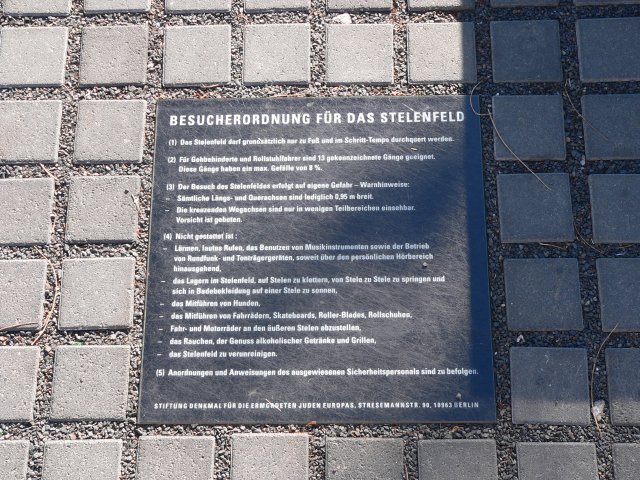 BESUCHERORDNUNG FÜR DAS STELENFELD
(1) Das Stelenfeld darf grundsätzlich nur zu Fuß und im Schritt-Tempo durchquert werden.
(2) Für Gehbehinderte und Rollstuhlfahrer sind 13 gekennzeichnete Gänge geeignet.
Diese Gänge haben ein max. Gefälle von 8 %.
(3) Der Besuch des Stelenfeldes erfolgt auf eigene Gefahr – Warnhinweise:
– Sämtliche Längs- und Querachsen sind lediglich 0,95 m breit.
– Die kreuzenden Wegachsen sind nur in wenigen Teilbereichen einsehbar.
Vorsicht ist geboten.
(4) Nicht gestattet ist :
– Lärmen, lautes Rufen, das Benutzen von Musikinstrumenten sowie der Betrieb
von Rundfunk- und Tonträgergeräten, soweit über den persönlichen Hörbereich
hinausgehend,
– das Lagern im Stelenfeld, auf Stelen zu klettern, von Stele zu Stele zu springen und
sich in Badebekleidung auf einer Stele zu sonnen,
– das Mitführen von Hunden,
– das Mitführen von Fahrrädern, Skateboards, Roller-Blades, Rollschuhen,
– Fahr- und Motorräder an den äußeren Stelen abzustellen,
– das Rauchen, der Genuss alkoholischer Getränke und Grillen,
– das Stelenfeld zu verunreinigen.
(5) Anordnungen und Anweisungen des ausgewiesenen Sicherheitspersonals sind zu befolgen.
STIFTUNG DENKMAL FÜR DIE ERMORDETEN JUDEN EUROPAS, STRESEMANNSTR. 90, 10963 BERLIN